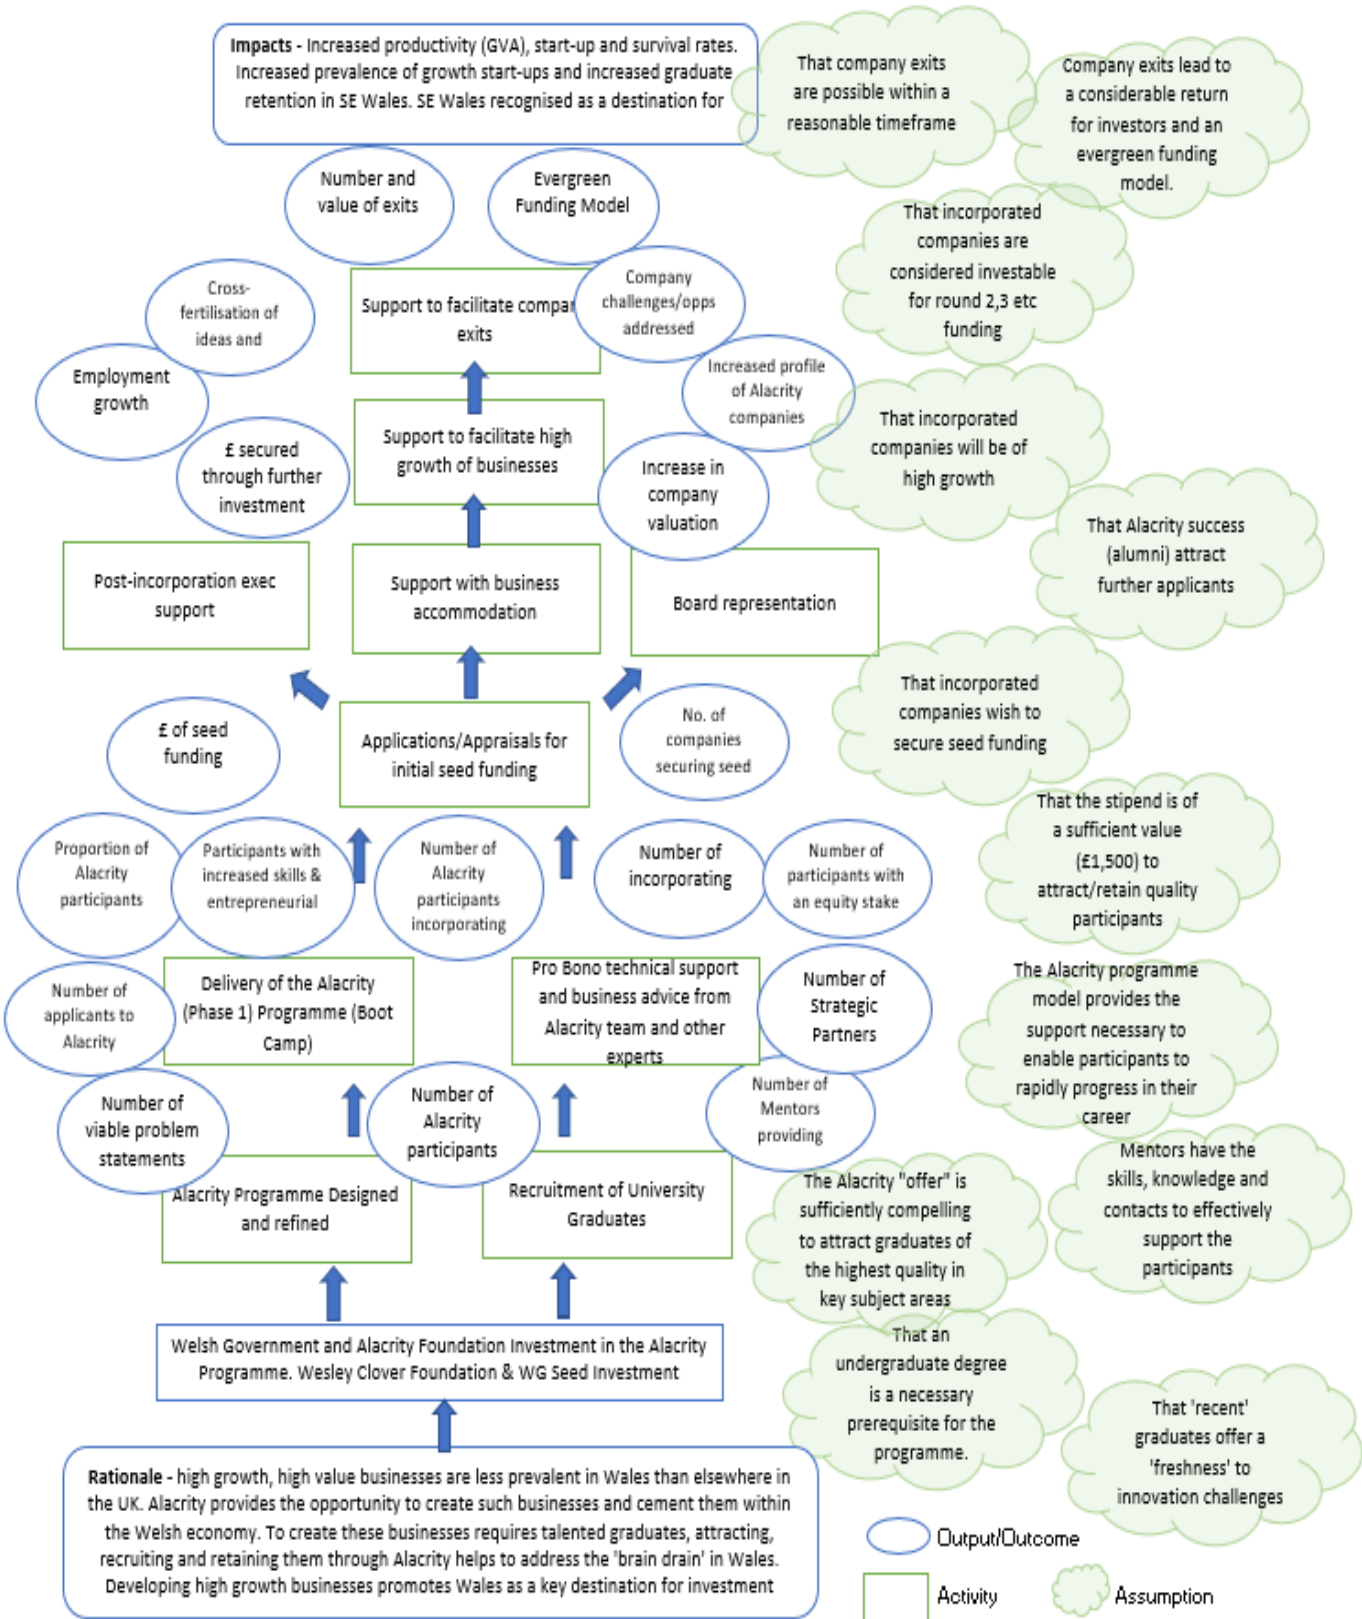 Impacts - Increased productivity (GVA), start-up and survival rates.
Increased prevalence of growth start-ups and increased graduate
retention in SE Wales. SE Wales recognised as a destination for
That company exits
are possible within a
reasonable timeframe
Company exits lead to
a considerable return
for investors and an
evergreen funding
model.
Number and
value of exits
Evergreen
Funding Model
That incorporated
companies are
considered investable
for round 2,3 etc
funding
Cross-
fertilisation of
ideas and
Support to facilitate compan
exits
Company
challenges/opps
addressed
Employment
growth
Increased profile
of Alacrity
companies
£ secured
through further
investment
Support to facilitate high
growth of businesses
Increase in
company
valuation
That incorporated
companies will be of
high growth
That Alacrity success
(alumni) attract
further applicants
Post-incorporation exec
support
Support with business
accommodation
Board representation
That incorporated
companies wish to
secure seed funding
£ of seed
funding
Applications/Appraisals for
initial seed funding
No. of
companies
securing seed
That the stipend is of
a sufficient value
(£1,500) to
attract/retain quality
participants
Proportion of
Alacrity
participants
Participants with
increased skills &
entrepreneurial
Number of
Alacrity
participants
incorporating
Number of
incorporating
Number of
participants with
an equity stake
Number of
applicants to
Alacrity
Delivery of the Alacrity
(Phase 1) Programme (Boot
Camp)
Pro Bono technical support
and business advice from
Alacrity team and other
experts
Number of
Strategic
Partners
The Alacrity programme
model provides the
support necessary to
enable participants to
rapidly progress in their
career
Number of
viable problem
statements
Number of
Alacrity
participants
Number of
Mentors
providing
Mentors have the
skills, knowledge and
contacts to effectively
support the
participants
Alacrity Programme Designed
and refined
Recruitment of University
Graduates
The Alacrity "offer" is
sufficiently compelling
to attract graduates of
the highest quality in
key subject areas
Welsh Government and Alacrity Foundation Investment in the Alacrity
Programme. Wesley Clover Foundation & WG Seed Investment
That an
undergraduate degree
is a necessary
prerequisite for the
programme.
That 'recent'
graduates offer a
'freshness' to
innovation challenges
Rationale - high growth, high value businesses are less prevalent in Wales than elsewhere in
the UK. Alacrity provides the opportunity to create such businesses and cement them within
the Welsh economy. To create these businesses requires talented graduates, attracting,
recruiting and retaining them through Alacrity helps to address the 'brain drain' in Wales.
Developing high growth businesses promotes Wales as a key destination for investment
Output/Outcome
Activity
Assumption